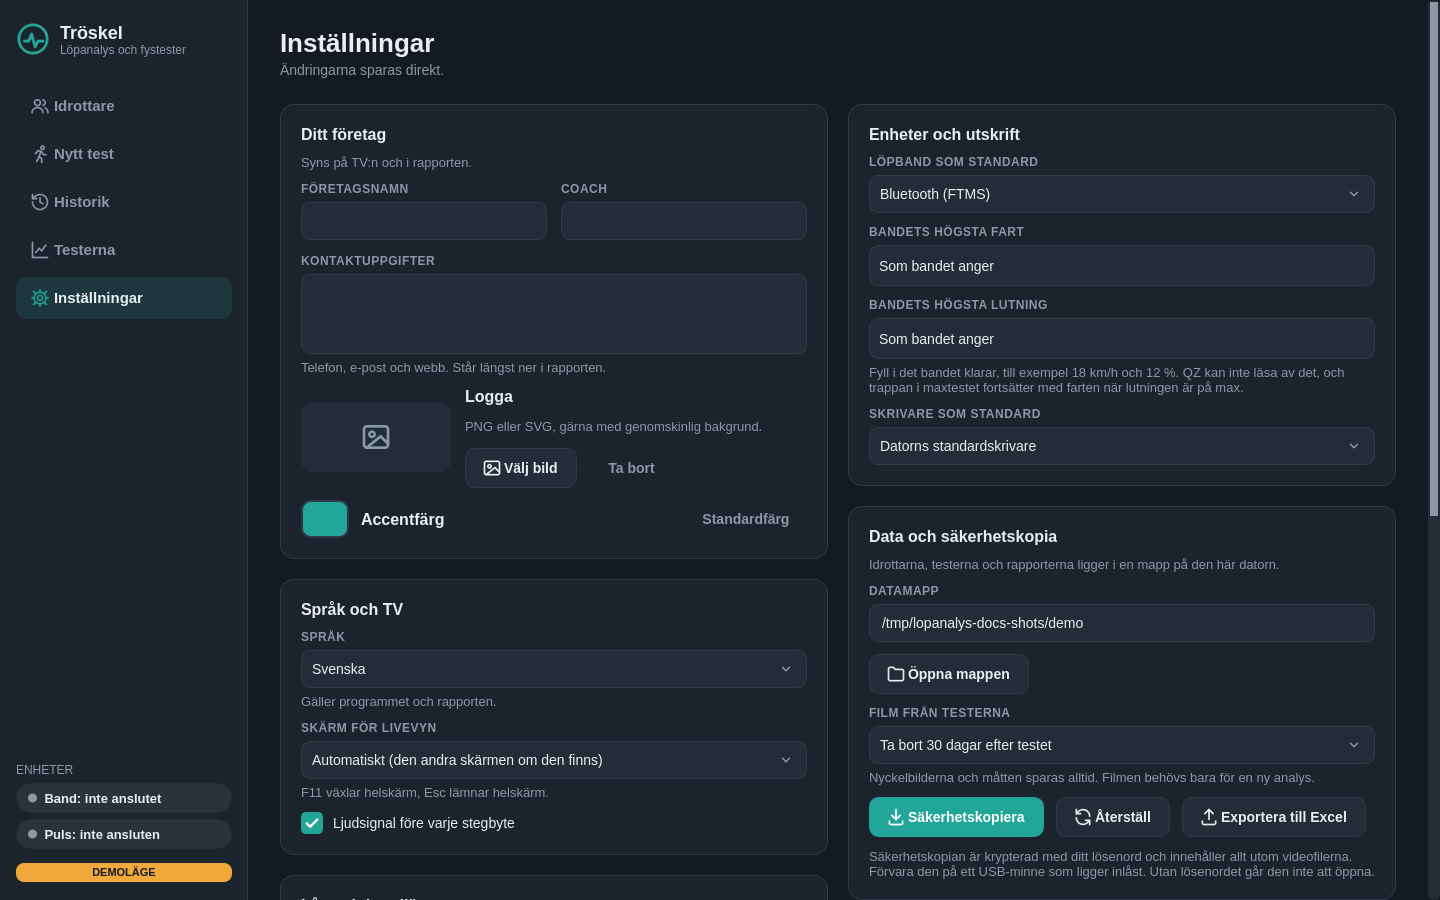 Tröskel
Löpanalys och fystester
Idrottare
Nytt test
Historik
Testerna
Inställningar
ENHETER
Band: inte anslutet
Puls: inte ansluten
DEMOLÄGE
Inställningar
Ändringarna sparas direkt.
Ditt företag
Syns på TV:n och i rapporten.
FÖRETAGSNAMN
COACH
KONTAKTUPPGIFTER
Telefon, e-post och webb. Står längst ner i rapporten.
Logga
PNG eller SVG, gärna med genomskinlig bakgrund.
Välj bild
Ta bort
Accentfärg
Standardfärg
Språk och TV
SPRÅK
Svenska
Gäller programmet och rapporten.
SKÄRM FÖR LIVEVYN
Automatiskt (den andra skärmen om den finns)
F11 växlar helskärm, Esc lämnar helskärm.
Ljudsignal före varje stegbyte
Enheter och utskrift
LÖPBAND SOM STANDARD
Bluetooth (FTMS)
BANDETS HÖGSTA FART
Som bandet anger
BANDETS HÖGSTA LUTNING
Som bandet anger
Fyll i det bandet klarar, till exempel 18 km/h och 12 %. QZ kan inte läsa av det, och
trappan i maxtestet fortsätter med farten när lutningen är på max.
SKRIVARE SOM STANDARD
Datorns standardskrivare
Data och säkerhetskopia
Idrottarna, testerna och rapporterna ligger i en mapp på den här datorn.
DATAMAPP
/tmp/lopanalys-docs-shots/demo
Öppna mappen
FILM FRÅN TESTERNA
Ta bort 30 dagar efter testet
Nyckelbilderna och måtten sparas alltid. Filmen behövs bara för en ny analys.
Säkerhetskopiera
Återställ
Exportera till Excel
Säkerhetskopian är krypterad med ditt lösenord och innehåller allt utom videofilerna.
Förvara den på ett USB-minne som ligger inlåst. Utan lösenordet går den inte att öppna.